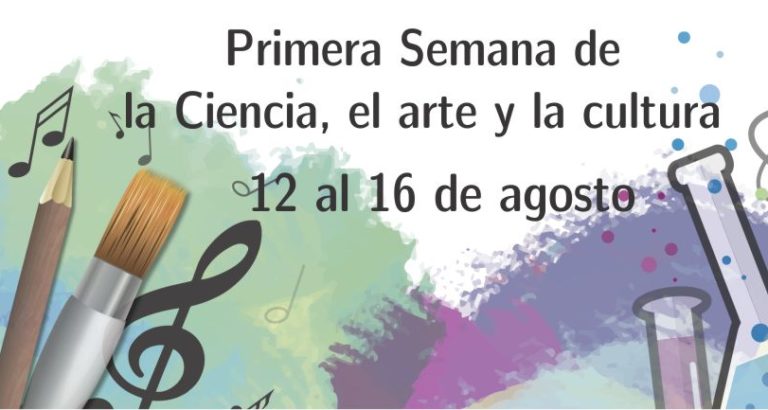 Primera Semana de
la Ciencia, el arte y la cultura
12 al 16 de agosto